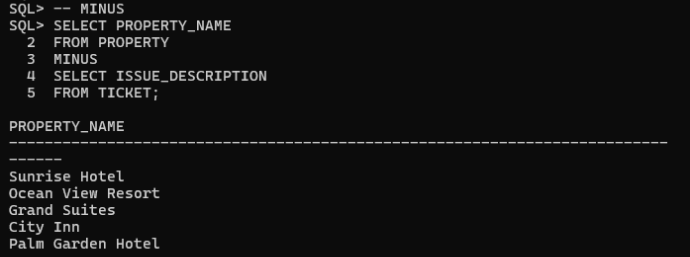 SQL> -- MINUS
SQL> SELECT PROPERTY_NAME
  2  FROM PROPERTY
  3  MINUS
  4  SELECT ISSUE_DESCRIPTION
  5  FROM TICKET;

PROPERTY_NAME
--------------------------------------------------------------------------
------
Sunrise Hotel
Ocean View Resort
Grand Suites
City Inn
Palm Garden Hotel